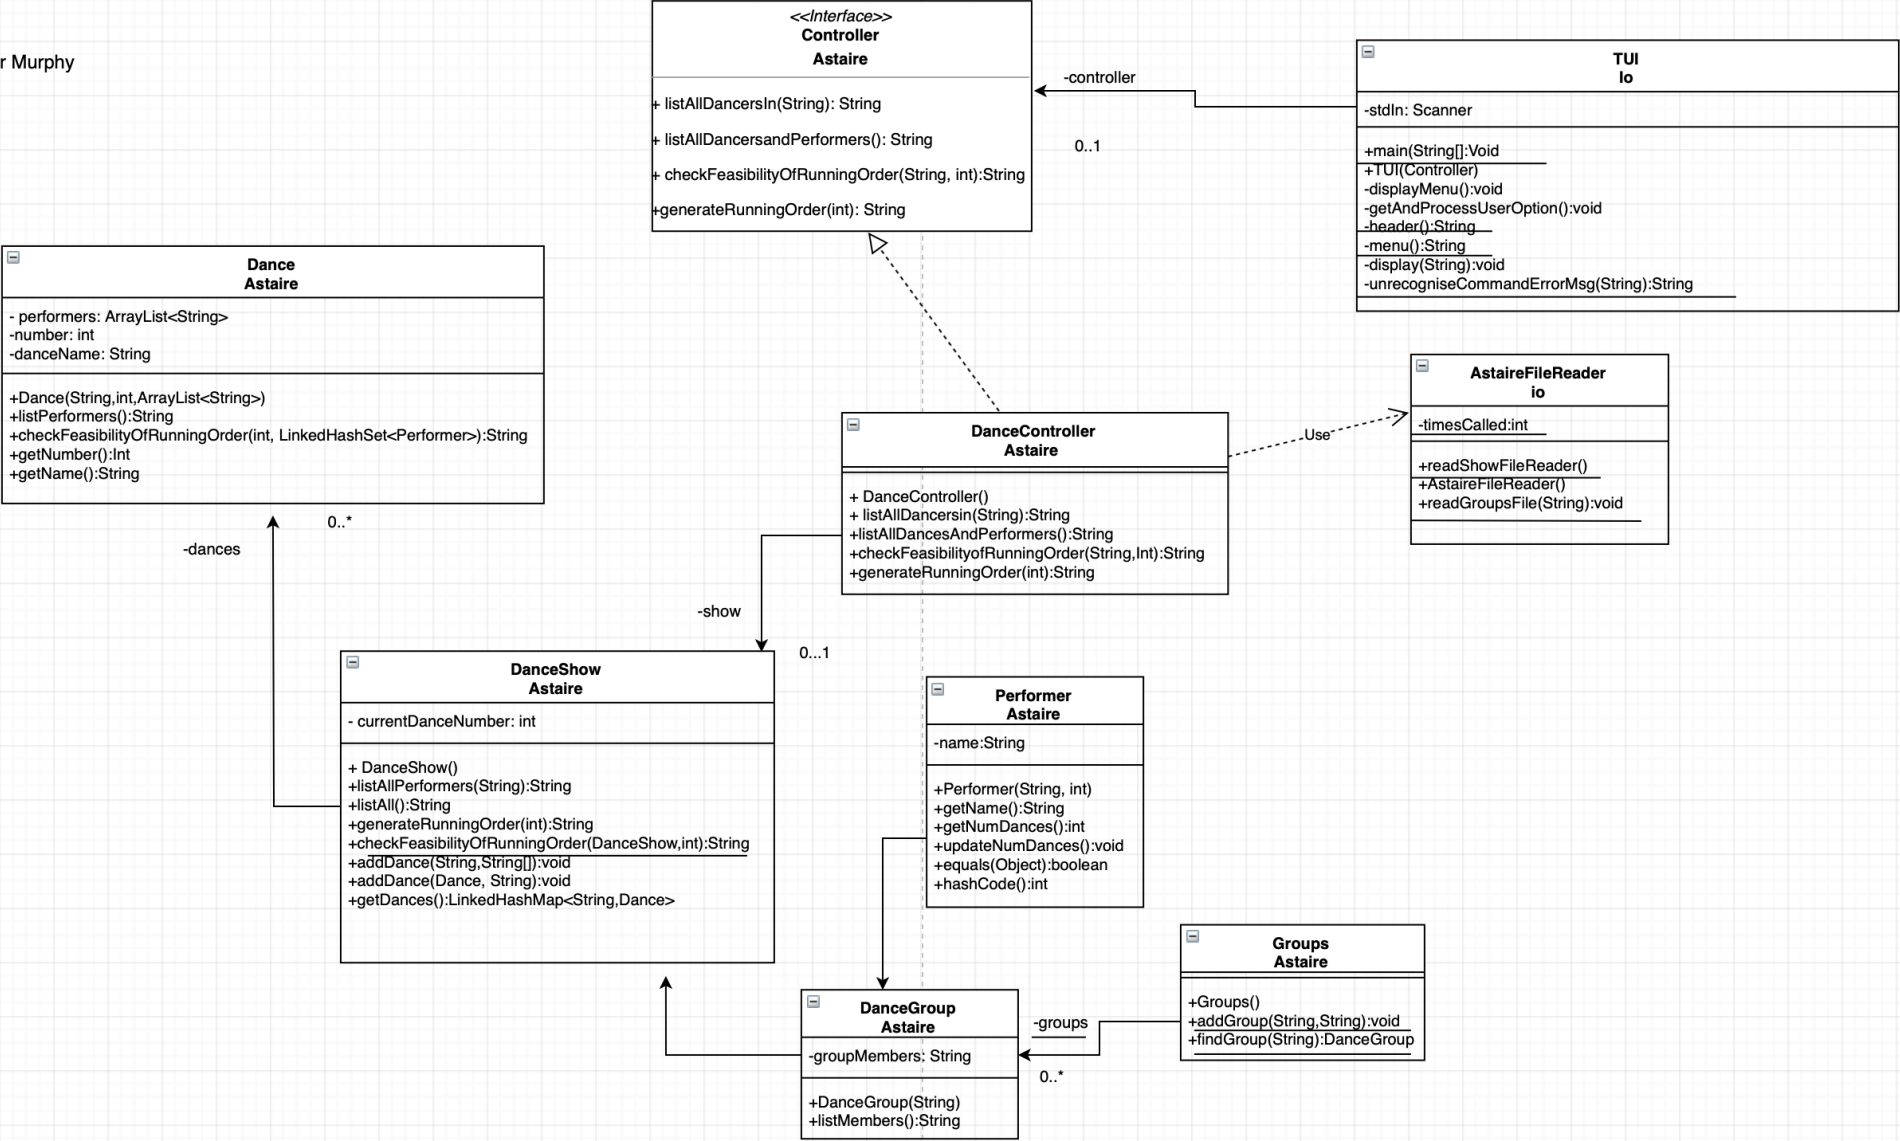 r Murphy
<<Interface>>
Controller
Astaire
+ listAllDancersIn(String): String
+ listAllDancersandPerformers(): String
+ checkFeasibilityOfRunningOrder(String, int):String
+generateRunningOrder(int): String
-controller
0..1
TUI
Io
-stdIn: Scanner
+main(String[]:Void
+TUI(Controller)
-displayMenu():void
-getAndProcessUserOption():void
-header():String
-menu():String
-display(String):void
-unrecogniseCommandErrorMsg(String):String
Dance
Astaire
- performers: ArrayList<String>
-number: int
-danceName: String
+Dance(String,int,ArrayList<String>)
+listPerformers():String
+checkFeasibilityOfRunningOrder(int, LinkedHashSet<Performer>):String
+getNumber():Int
+getName():String
0..*
-dances
DanceController
Astaire
+ DanceController()
+ listAllDancersin(String):String
+listAllDancesAndPerformers():String
+checkFeasibilityofRunningOrder(String,Int):String
+generateRunningOrder(int):String
Use
AstaireFileReader
io
-timesCalled:int
+readShowFileReader()
+AstaireFileReader()
+readGroupsFile(String):void
-show
0...1
DanceShow
Astaire
- currentDanceNumber: int
+ DanceShow()
+listAllPerformers(String):String
+listAll():String
+generateRunningOrder(int):String
+checkFeasibilityOfRunningOrder(DanceShow,int):String
+addDance(String,String[]):void
+addDance(Dance, String):void
+getDances():LinkedHashMap<String,Dance>
Performer
Astaire
-name:String
+Performer(String, int)
+getName():String
+getNumDances():int
+updateNumDances():void
+equals(Object):boolean
+hashCode():int
Groups
Astaire
+Groups()
+addGroup(String,String):void
+findGroup(String):DanceGroup
-groups
0..*
DanceGroup
Astaire
-groupMembers: String
+DanceGroup(String)
+listMembers():String